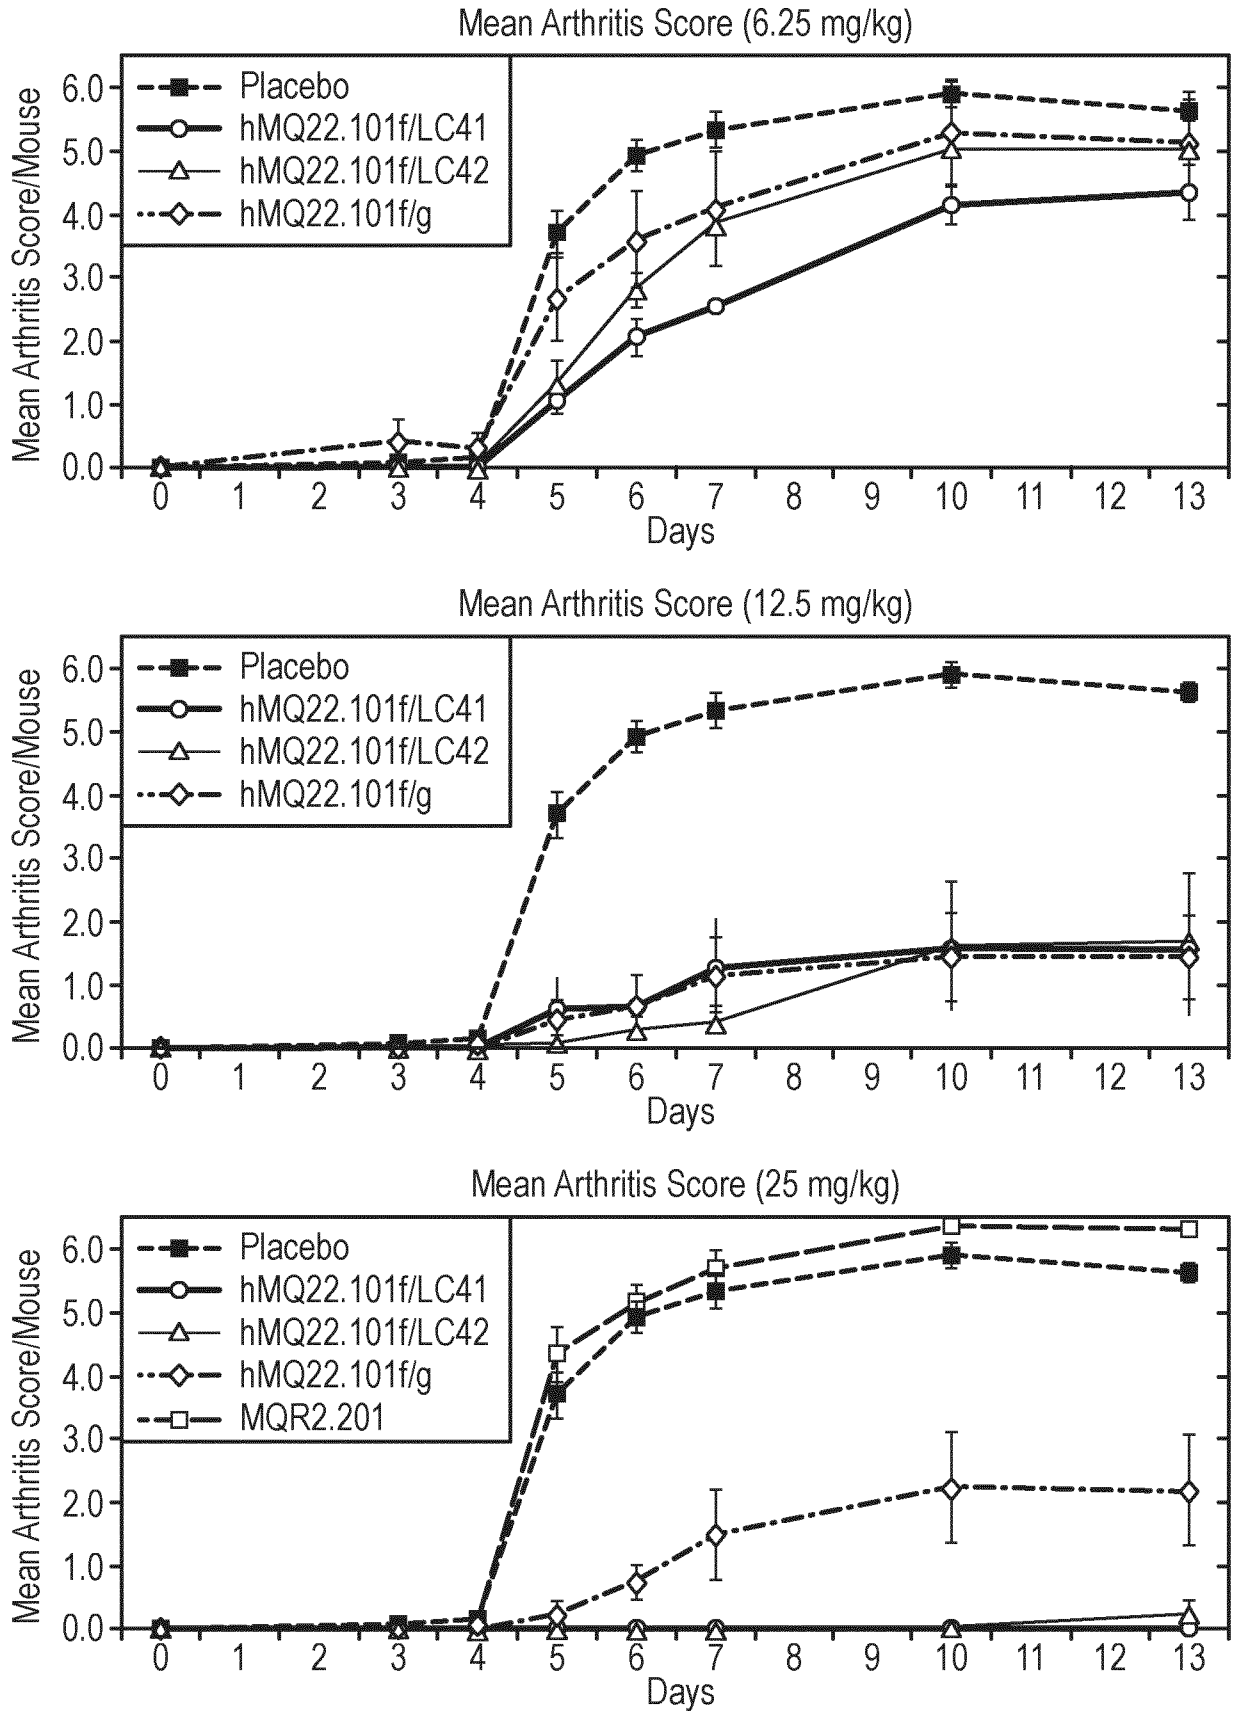 Mean Arthritis Score (6.25 mg/kg)
Mean Arthritis Score/Mouse
6.0
5.0
4.0
3.0
2.0
1.0
0.0
Placebo
hMQ22.101f/LC41
hMQ22.101f/LC42
hMQ22.101f/g
0 1 2 3 4 5 6 7 8 9 10 11 12 13
Days
Mean Arthritis Score (12.5 mg/kg)
Mean Arthritis Score/Mouse
6.0
5.0
4.0
3.0
2.0
1.0
0.0
Placebo
hMQ22.101f/LC41
hMQ22.101f/LC42
hMQ22.101f/g
0 1 2 3 4 5 6 7 8 9 10 11 12 13
Days
Mean Arthritis Score (25 mg/kg)
Mean Arthritis Score/Mouse
6.0
5.0
4.0
3.0
2.0
1.0
0.0
Placebo
hMQ22.101f/LC41
hMQ22.101f/LC42
hMQ22.101f/g
MQR2.201
0 1 2 3 4 5 6 7 8 9 10 11 12 13
Days